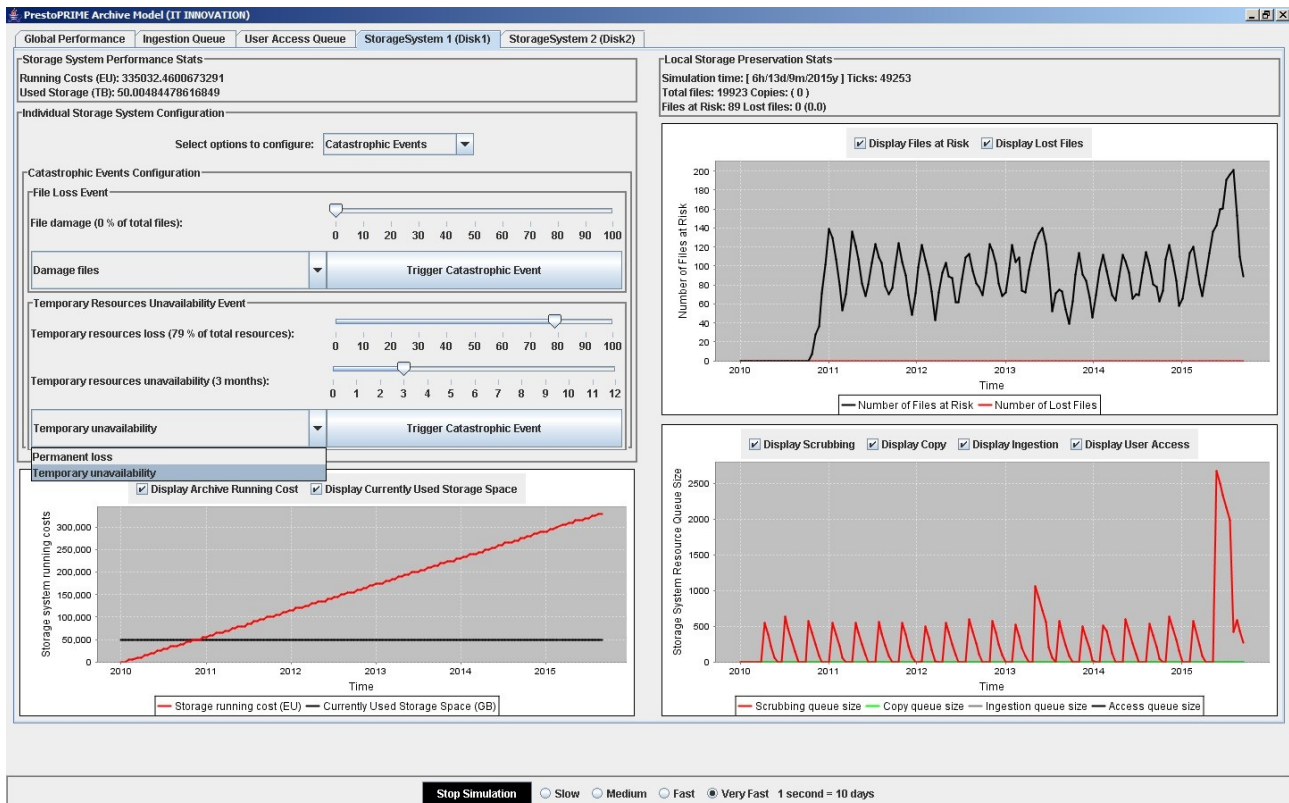 PrestoPRIME Archive Model (IT INNOVATION)
Global Performance Ingestion Queue User Access Queue StorageSystem 1 (Disk1) StorageSystem 2 (Disk2)
Storage System Performance Stats
Running Costs (EU): 335032.4600673291
Used Storage (TB): 50.00484478616849
Individual Storage System Configuration
Select options to configure: Catastrophic Events
Catastrophic Events Configuration
File Loss Event
File damage (0 % of total files):
0 10 20 30 40 50 60 70 80 90 100
Damage files Trigger Catastrophic Event
Temporary Resources Unavailability Event
Temporary resources loss (79 % of total resources):
0 10 20 30 40 50 60 70 80 90 100
Temporary resources unavailability (3 months):
0 1 2 3 4 5 6 7 8 9 10 11 12
Temporary unavailability Trigger Catastrophic Event
Permanent loss
Temporary unavailability
Display Archive Running Cost Display Currently Used Storage Space
Storage system running costs
300,000
250,000
200,000
150,000
100,000
50,000
0
2010 2011 2012 2013 2014 2015
Time
Storage running cost (EU) Currently Used Storage Space (GB)
Local Storage Preservation Stats
Simulation time: [ 6h/13d/9m/2015y ] Ticks: 49253
Total files: 19923 Copies: ( 0 )
Files at Risk: 89 Lost files: 0 (0.0)
Display Files at Risk Display Lost Files
Number of Files at Risk
200
180
160
140
120
100
80
60
40
20
0
2010 2011 2012 2013 2014 2015
Time
Number of Files at Risk Number of Lost Files
Display Scrubbing Display Copy Display Ingestion Display User Access
Storage System Resource Queue Size
2500
2000
1500
1000
500
0
2010 2011 2012 2013 2014 2015
Time
Scrubbing queue size Copy queue size Ingestion queue size Access queue size
Stop Simulation Slow Medium Fast Very Fast 1 second = 10 days